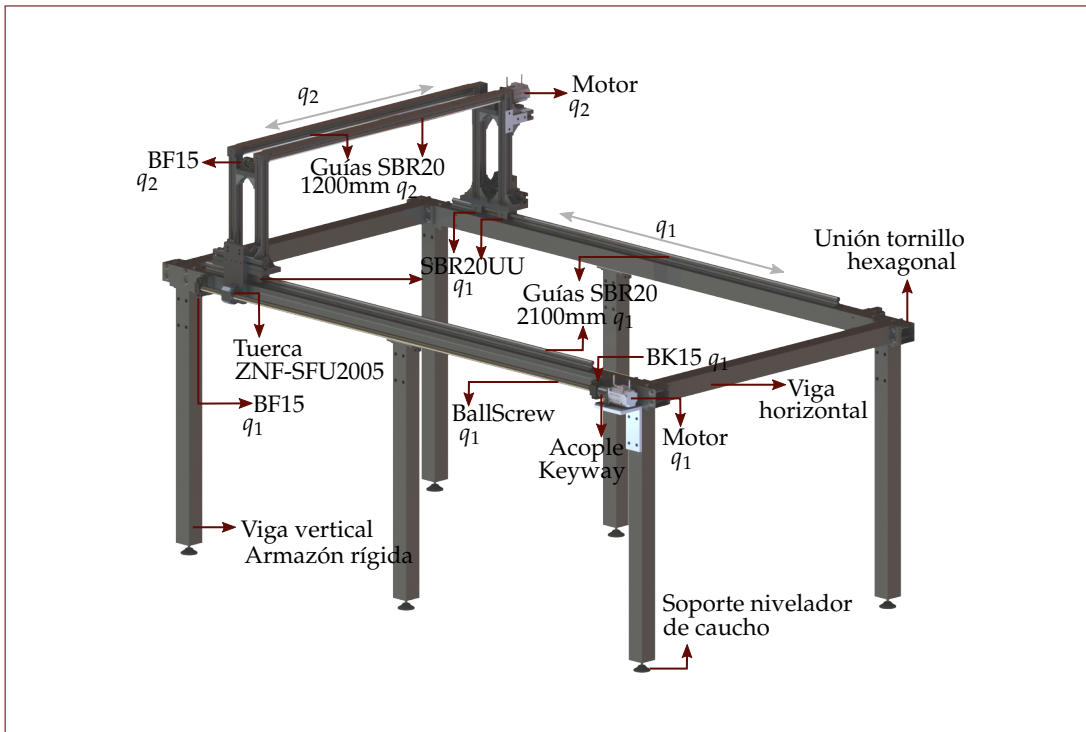 q2
Motor
q2
BF15
q2
Guías SBR20
1200mm q2
q1
Unión tornillo
hexagonal
SBR20UU
q1
Guías SBR20
2100mm q1
Tuerca
ZNF-SFU2005
BK15 q1
Viga
horizontal
BF15
q1
BallScrew
q1
Acople
Keyway
Motor
q1
Viga vertical
Armazón rígida
Soporte nivelador
de caucho